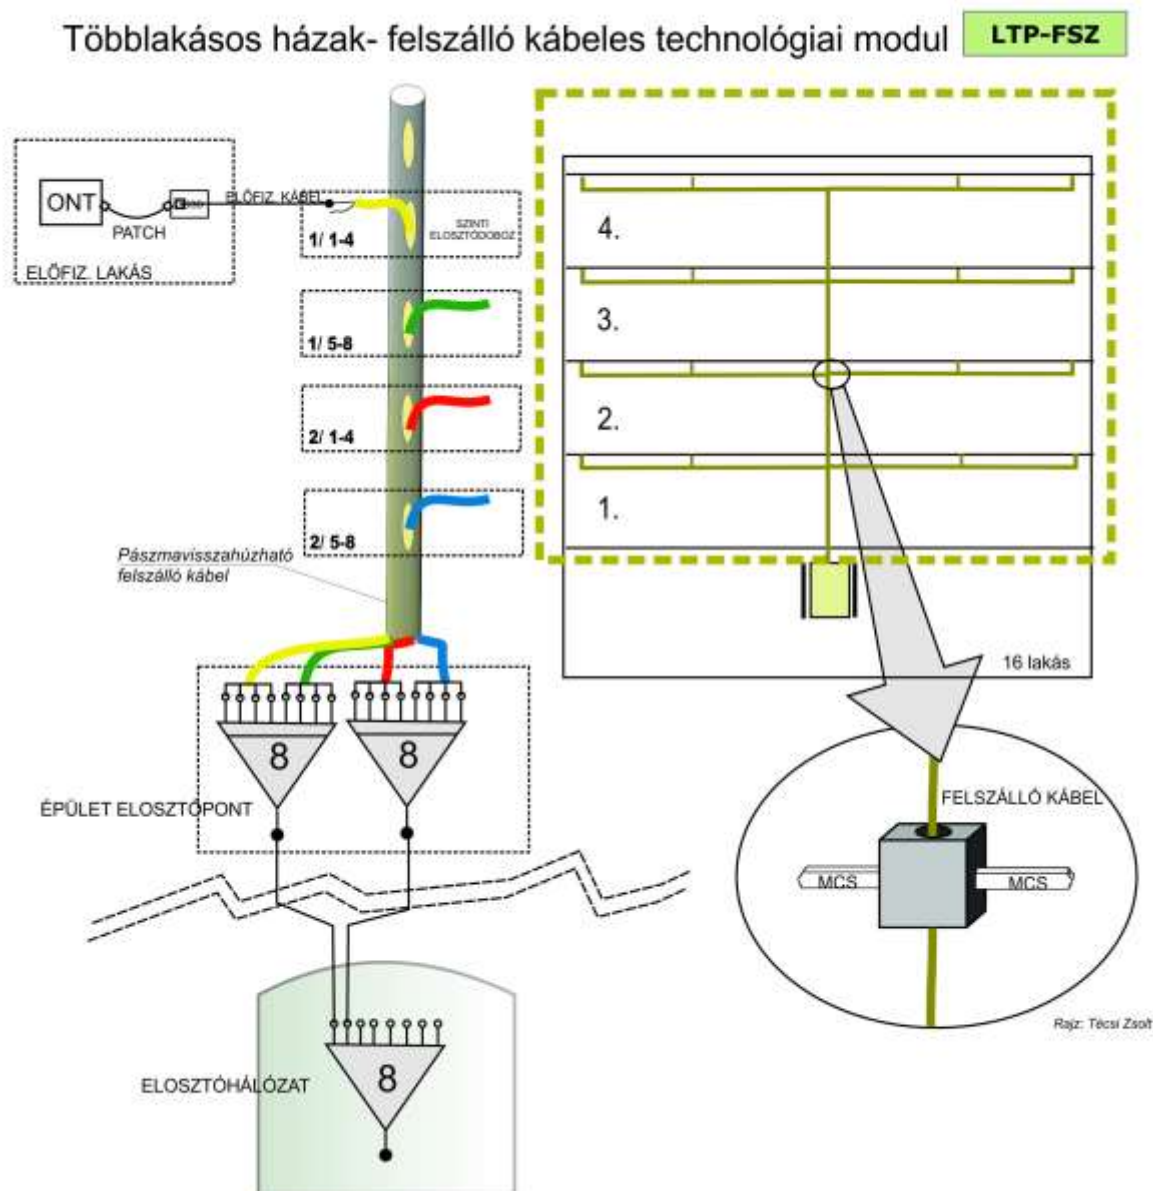 Többlakásos házak- felszálló kábeles technológiai modul
LTP-FSZ
ONT
PATCH
ELŐFIZ. KÁBEL
ELŐFIZ. LAKÁS
SZINTI
ELOSZTÓDOBOZ
1/ 1-4
1/ 5-8
2/ 1-4
2/ 5-8
Pászmavisszahúzható
felszálló kábel
8
8
ÉPÜLET ELOSZTÓPONT
ELOSZTÓHÁLÓZAT
8
4.
3.
2.
1.
16 lakás
FELSZÁLLÓ KÁBEL
MCS
MCS
Rajz: Técsi Zsolt